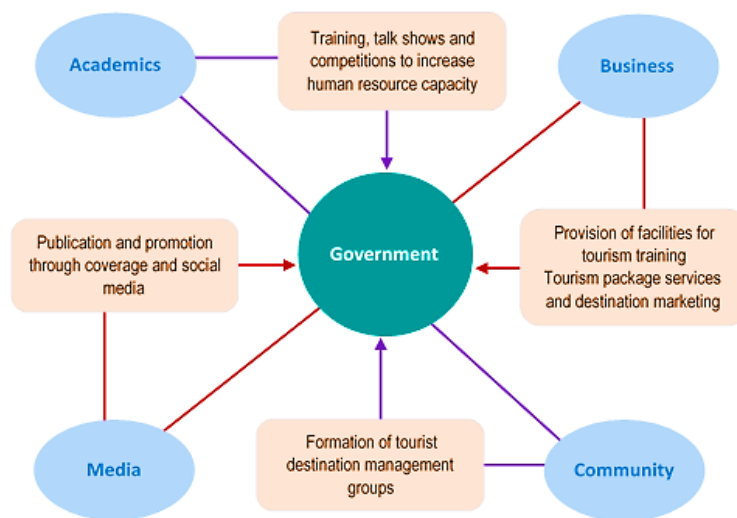 Academics
Training, talk shows and
competitions to increase
human resource capacity
Business
Publication and promotion
through coverage and social
media
Government
Provision of facilities for
tourism training
Tourism package services
and destination marketing
Media
Formation of tourist
destination management
groups
Community